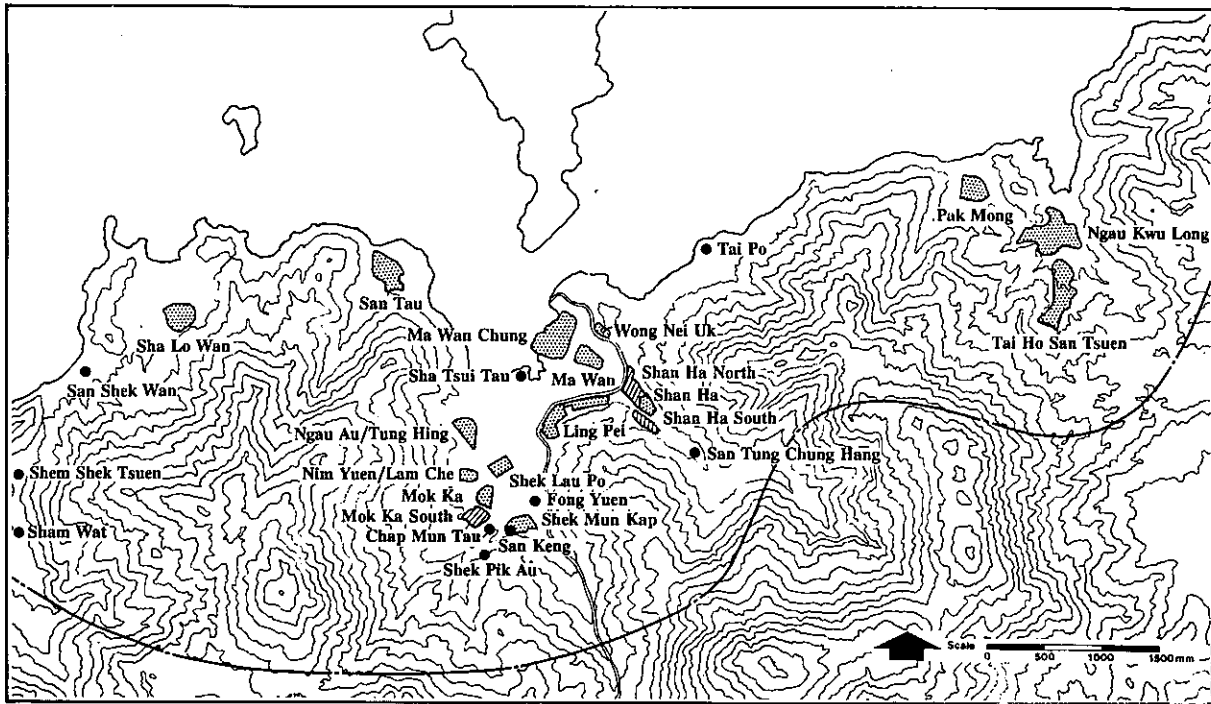 Pak Mong
Ngau Kwu Long
Tai Po
San Tau
Ma Wan Chung
Wong Nei Uk
Sha Lo Wan
Tai Ho San Tsuen
San Shek Wan
Sha Tsui Tau
Ma Wan
Shan Ha North
Shan Ha
Shan Ha South
Ngau Au/Tung Hing
Ling Pei
San Tung Chung Hang
Shem Shek Tsuen
Nim Yuen/Lam Che
Shek Lau Po
Mok Ka
Fong Yuen
Mok Ka South
Shek Mun Kap
Sham Wat
Chap Mun Tau
San Keng
Shek Pik Au
Scale
0 500 1000 1500mm